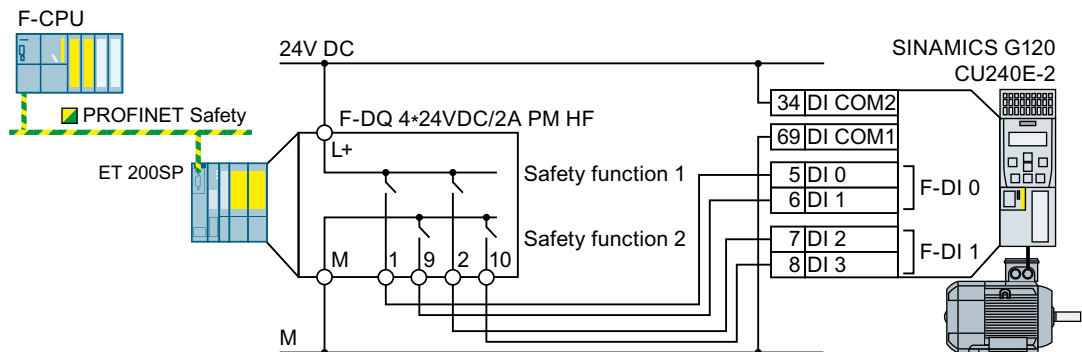 F-CPU
24V DC
SINAMICS G120
CU240E-2
PROFINET Safety
F-DQ 4*24VDC/2A PM HF
34 DI COM2
L+
69 DI COM1
ET 200SP
Safety function 1
5 DI 0
F-DI 0
6 DI 1
Safety function 2
7 DI 2
F-DI 1
M 1 9 2 10
8 DI 3
M